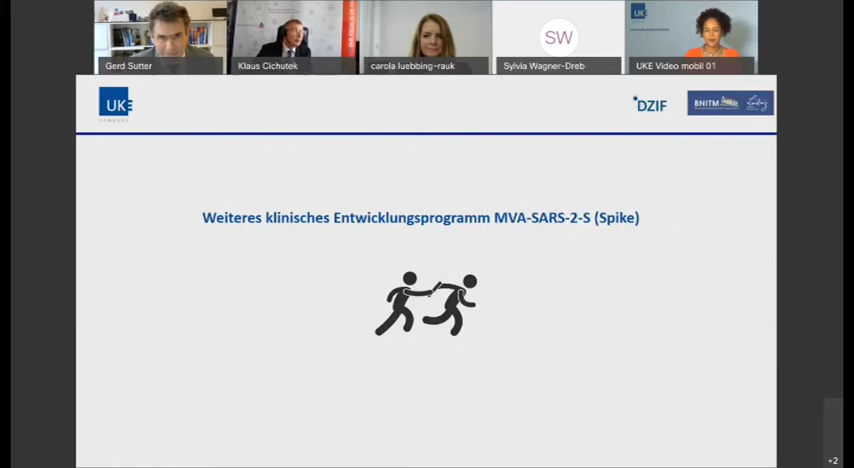 SW
Gerd Sutter
Klaus Cichutek
carola luebbing-rauk
Sylvia Wagner-Dreb
UKE Video mobil 01
UKE
HAMBURG
DZIF
BNITM
Weiteres klinisches Entwicklungsprogramm MVA-SARS-2-S (Spike)
+2